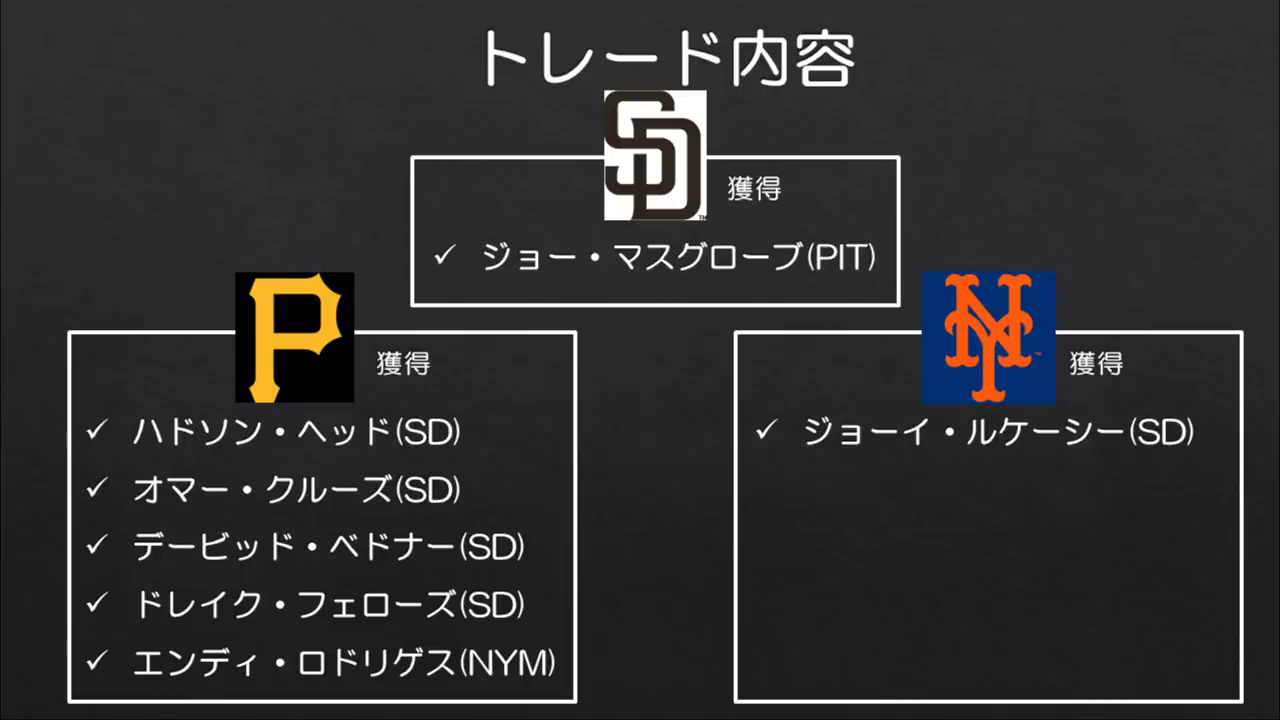 トレード内容
SD
獲得
✓ ジョー・マスグローブ(PIT)
P
獲得
✓ ハドソン・ヘッド(SD)
✓ オマー・クルーズ(SD)
✓ デービッド・ベドナー(SD)
✓ ドレイク・フェローズ(SD)
✓ エンディ・ロドリゲス(NYM)
NY
獲得
✓ ジョーイ・ルケーシー(SD)